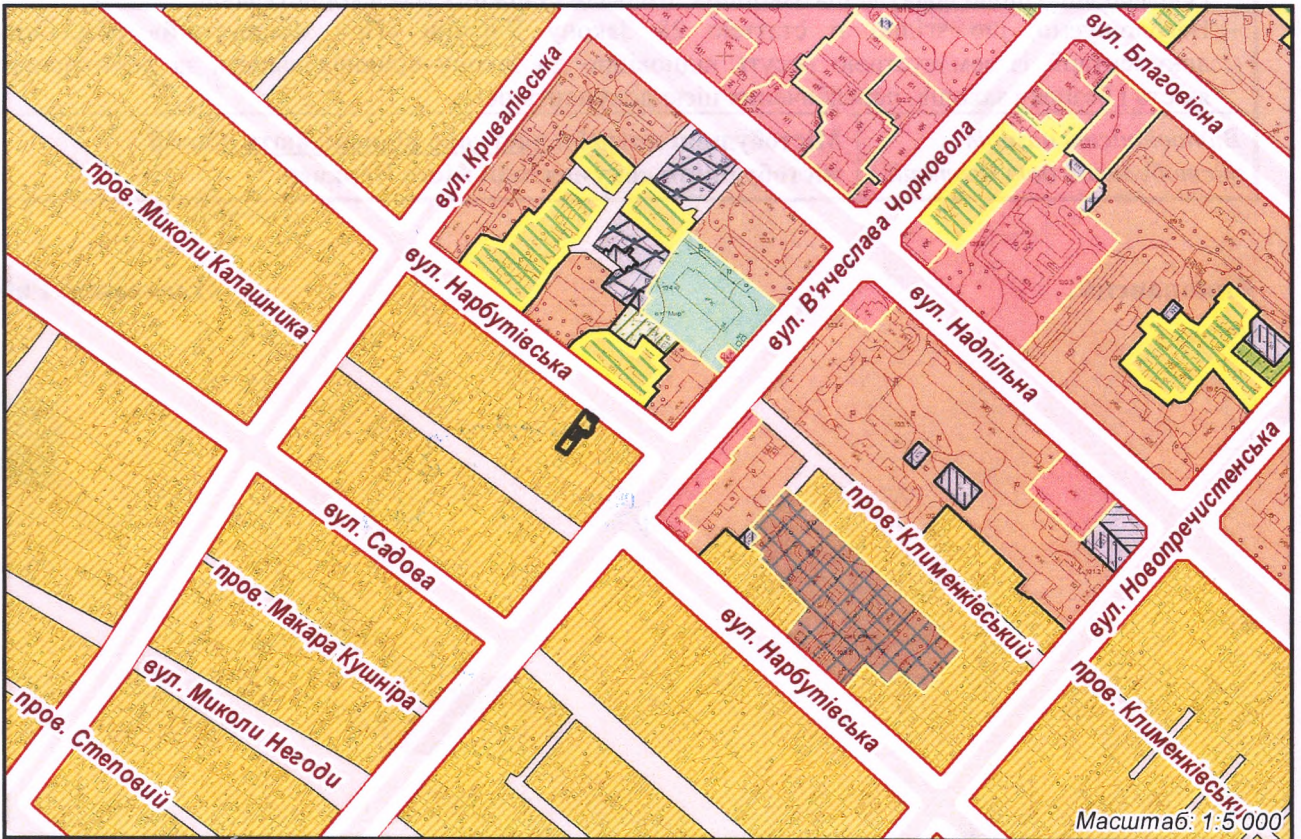 вул. Благовісна
вул. Кривалівська
вул. В'ячеслава Чорновола
пров. Миколи Калашника
вул. Нарбутівська
вул. Надпільна
вул. Новопречистенська
пров. Клименківський
вул. Садова
пров. Макара Кушніра
вул. Миколи Негоди
пров. Степовий
вул. Нарбутівська
пров. Клименківський
Масштаб: 1:5 000